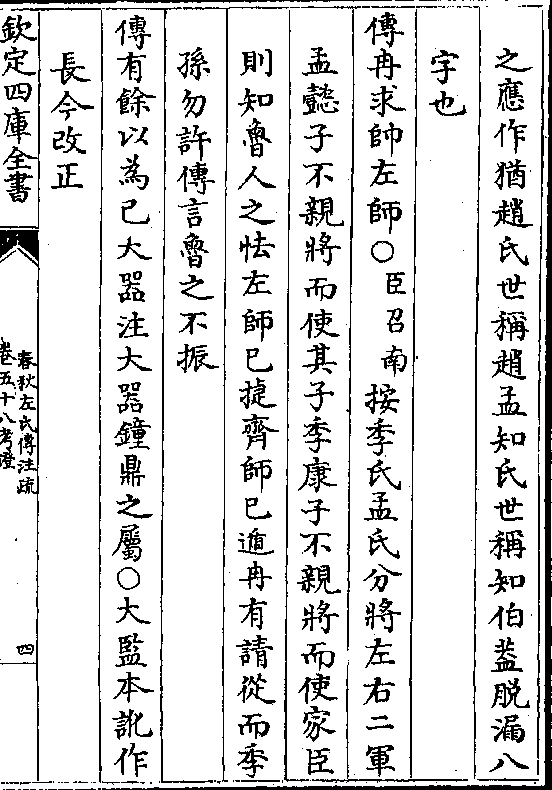 之應作猶趙氏世稱趙孟知氏世稱知伯葢脱漏八
字也
傳冉求帥左師○臣召南按季氏孟氏分將左右二軍
孟懿子不親將而使其子季康子不親將而使家臣
則知魯人之怯左師已㨗齊師已遁冉有請從而季
孫勿許傳言魯之不振
傳有餘以為已大器注大器鐘鼎之屬○大監本訛作
長今改正
欽定四庫全書
春秋左氏傳注疏
卷五十八考證
四